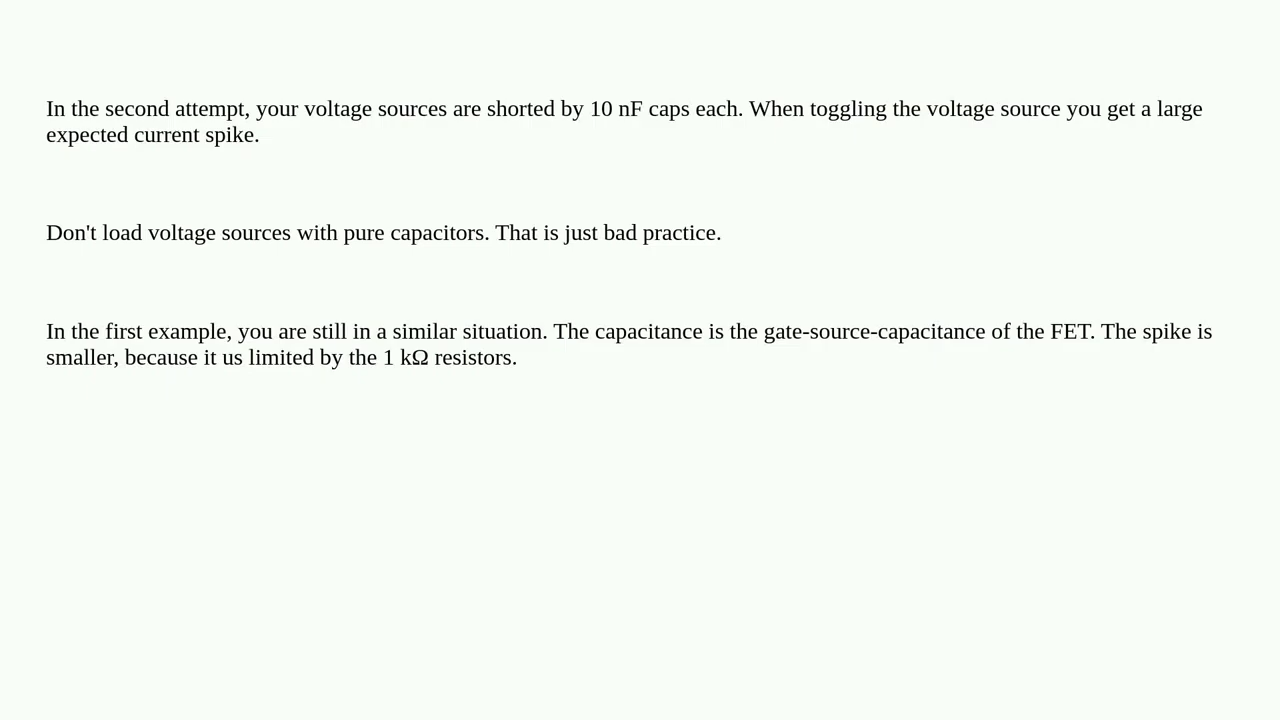 In the second attempt, your voltage sources are shorted by 10 nF caps each. When toggling the voltage source you get a large
expected current spike.
Don't load voltage sources with pure capacitors. That is just bad practice.
In the first example, you are still in a similar situation. The capacitance is the gate-source-capacitance of the FET. The spike is
smaller, because it us limited by the 1 kΩ resistors.